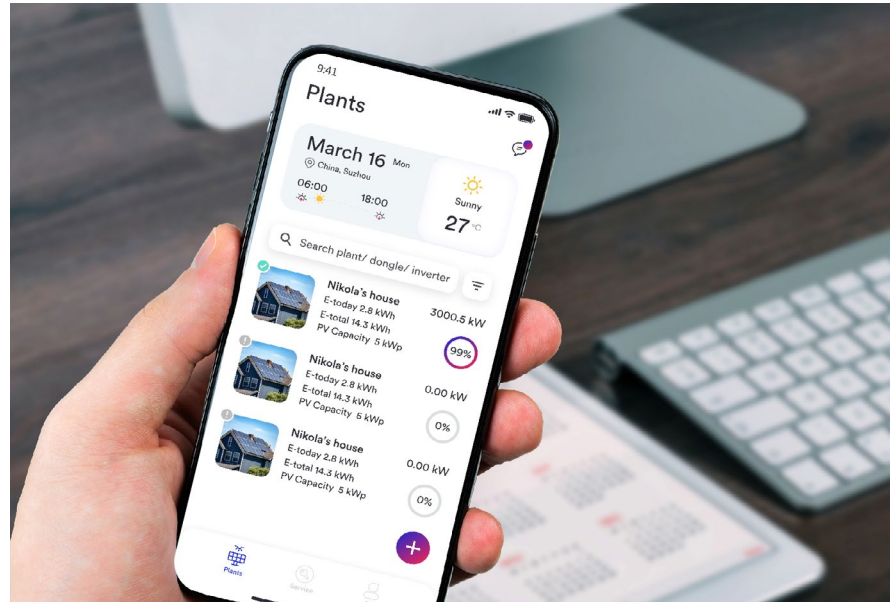 9:41
Plants
March 16 Mon
China, Suzhou
06:00
18:00
Sunny
27 °C
Search plant/ dongle/ inverter
Nikola's house
3000.5 kW
E-today 2.8 kWh
E-total 14.3 kWh
PV Capacity 5 kWp
99%
Nikola's house
0.00 kW
E-today 2.8 kWh
E-total 14.3 kWh
PV Capacity 5 kWp
0%
Nikola's house
0.00 kW
E-today 2.8 kWh
E-total 14.3 kWh
PV Capacity 5 kWp
0%
Plants
Service